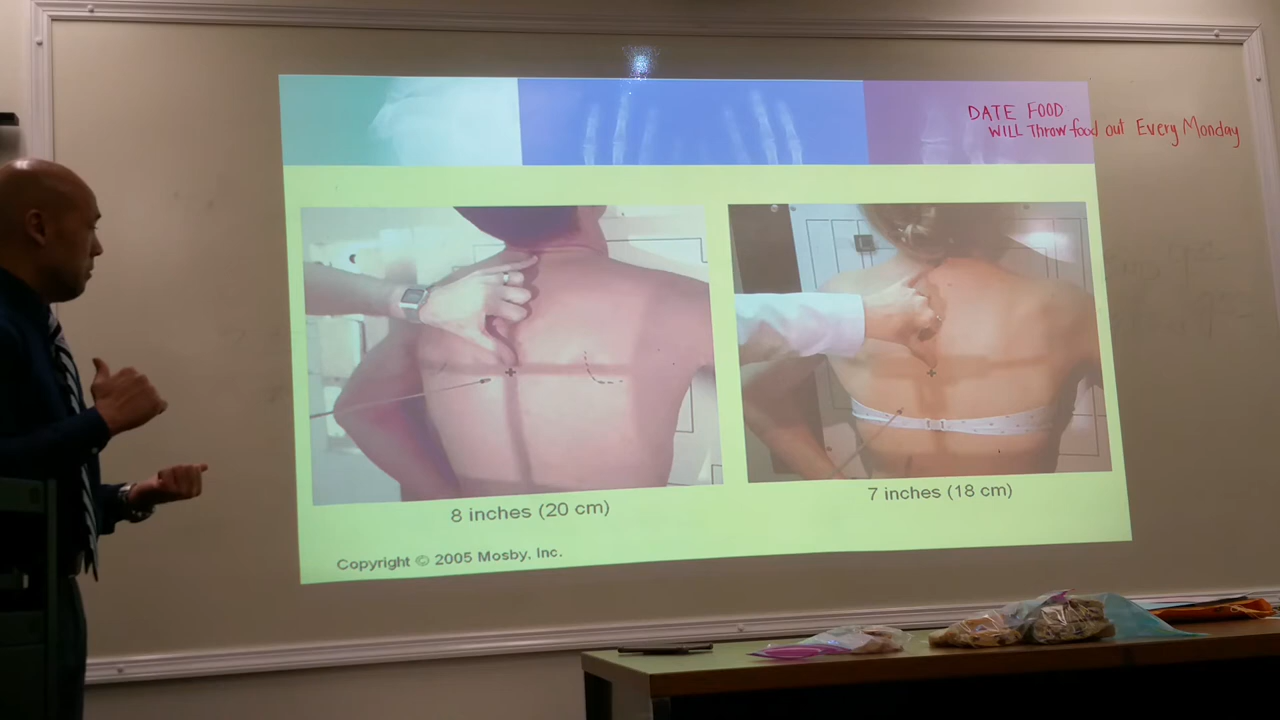 DATE FOOD
WILL Throw food out Every Monday
8 inches (20 cm)
7 inches (18 cm)
Copyright © 2005 Mosby, Inc.